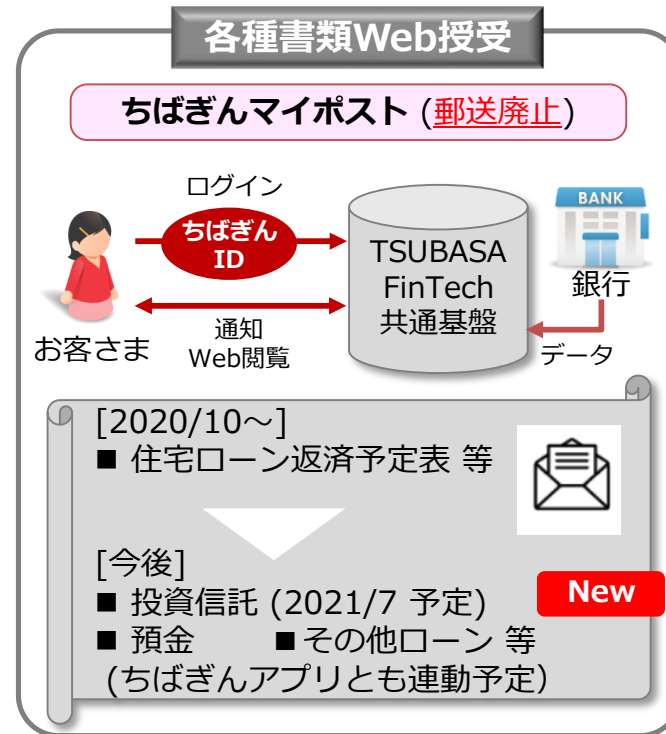 各種書類Web授受
ちばぎんマイポスト (郵送廃止)
ログイン
ちばぎん
ID
通知
Web閲覧
お客さま
TSUBASA
FinTech
共通基盤
BANK
銀行
データ
[2020/10~]
■ 住宅ローン返済予定表 等
[今後]
■ 投資信託 (2021/7 予定)
New
■ 預金 ■その他ローン 等
(ちばぎんアプリとも連動予定)